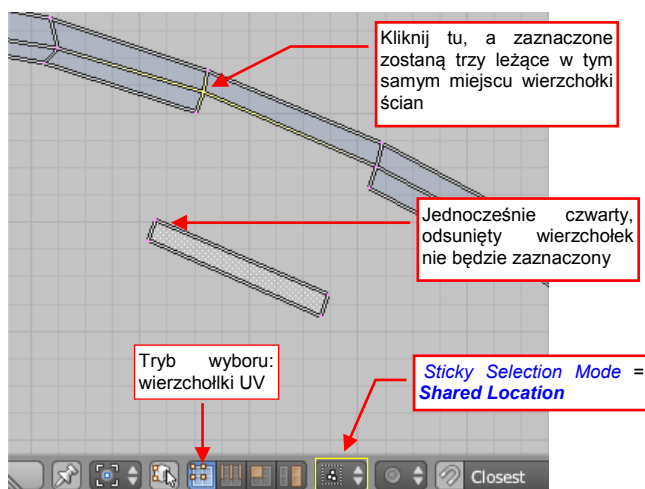 Kliknij tu, a zaznaczone
zostaną trzy leżące w tym
samym miejscu wierzchołki
ścian
Jednocześnie czwarty,
odsunięty wierzchołek
nie będzie zaznaczony
Tryb wyboru:
wierzchołlki UV
Sticky Selection Mode =
Shared Location
Closest